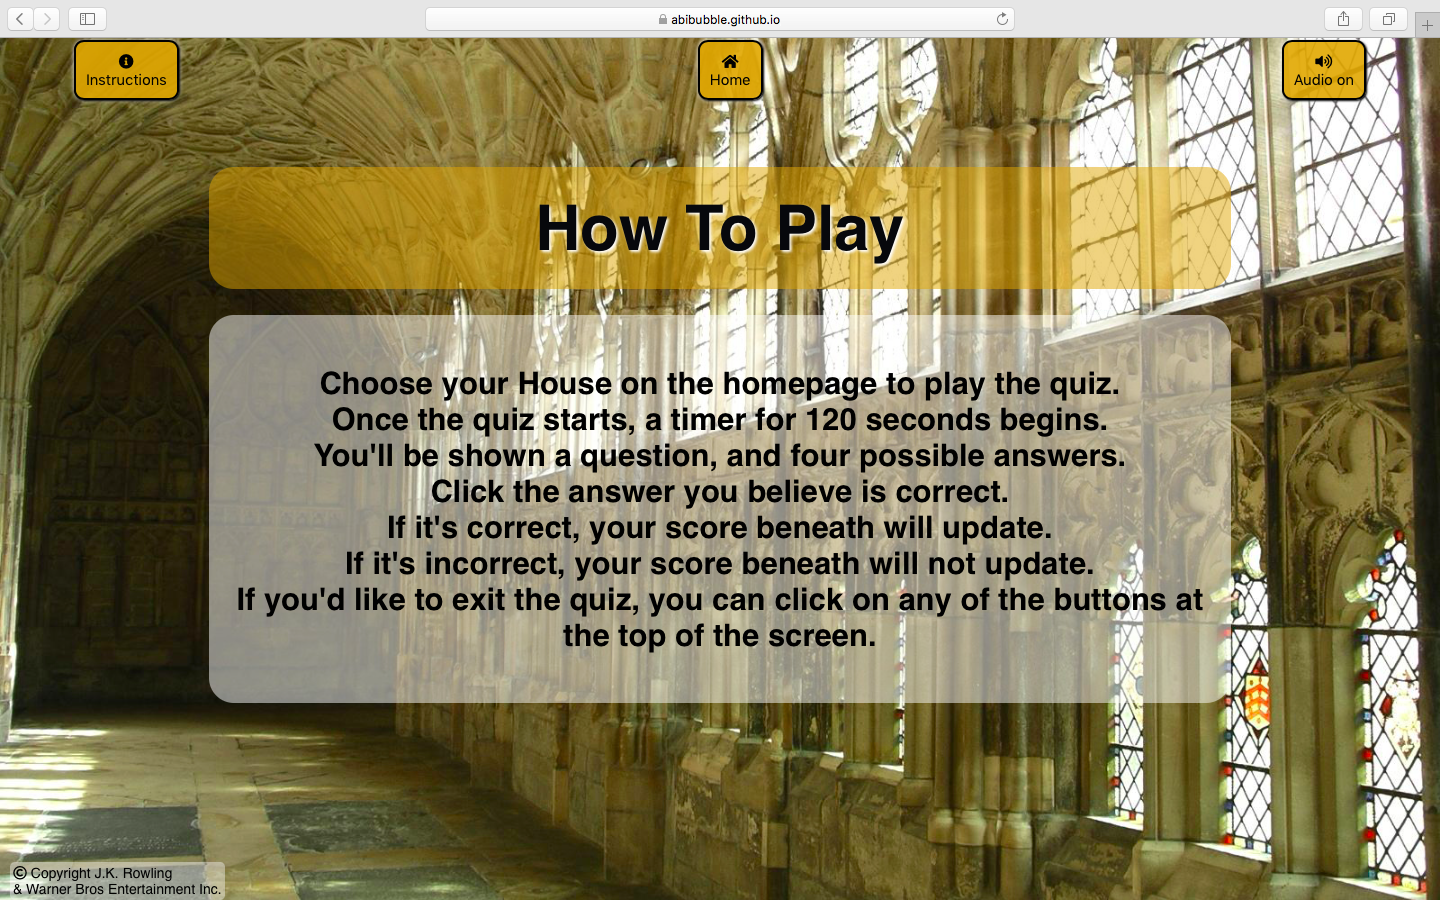 abibubble.github.io
Instructions
Home
Audio on
How To Play
Choose your House on the homepage to play the quiz.
Once the quiz starts, a timer for 120 seconds begins.
You'll be shown a question, and four possible answers.
Click the answer you believe is correct.
If it's correct, your score beneath will update.
If it's incorrect, your score beneath will not update.
If you'd like to exit the quiz, you can click on any of the buttons at
the top of the screen.
© Copyright J.K. Rowling
& Warner Bros Entertainment Inc.